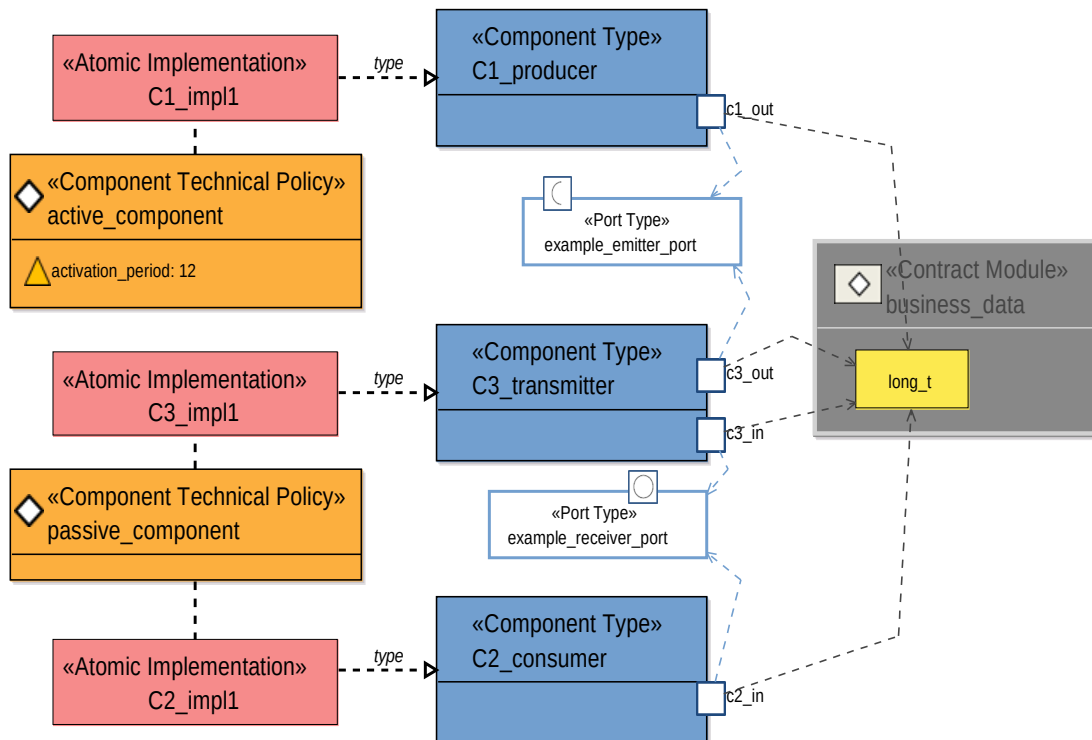 «Atomic Implementation»
C1_impl1
type
«Component Type»
C1_producer
c1_out
«Component Technical Policy»
active_component
activation_period: 12
«Port Type»
example_emitter_port
«Contract Module»
business_data
long_t
«Atomic Implementation»
C3_impl1
type
«Component Type»
C3_transmitter
c3_out
c3_in
«Component Technical Policy»
passive_component
«Port Type»
example_receiver_port
«Atomic Implementation»
C2_impl1
type
«Component Type»
C2_consumer
c2_in